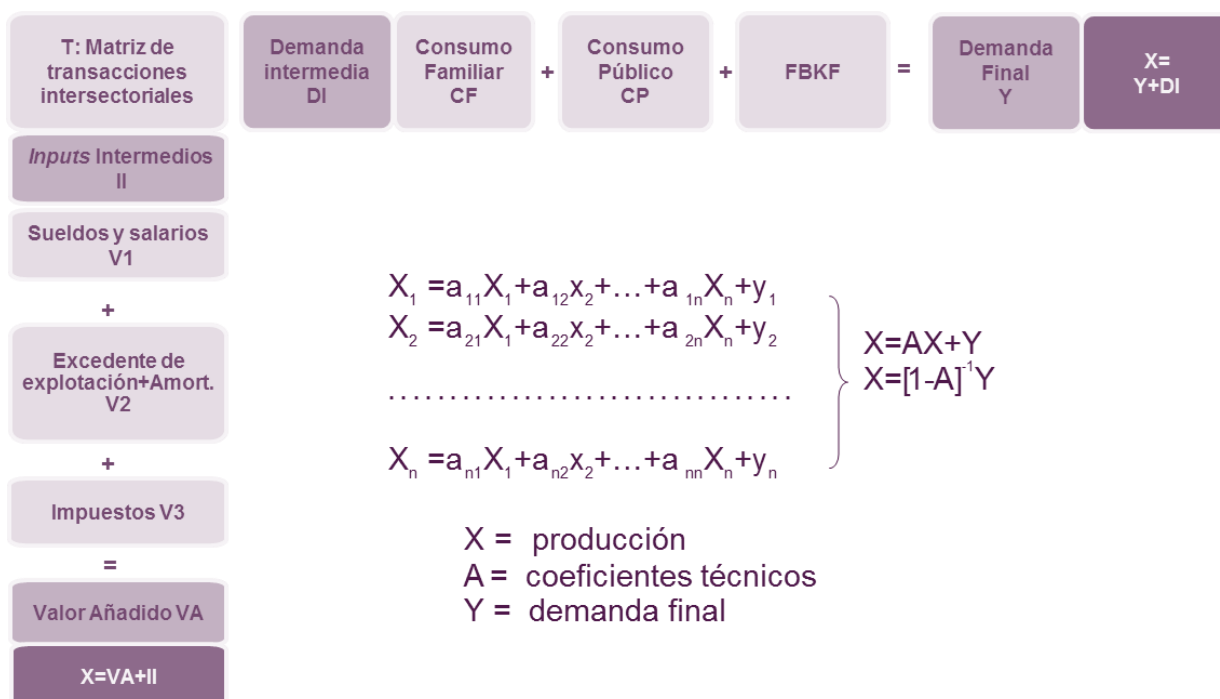 T: Matriz de
transacciones
intersectoriales
Demanda
intermedia
DI
Consumo
Familiar
CF
+
Consumo
Público
CP
+
FBKF
=
Demanda
Final
Y
X=
Y+DI
Inputs Intermedios
II
Sueldos y salarios
V1
+
Excedente de
explotación+Amort.
V2
+
Impuestos V3
=
Valor Añadido VA
X=VA+II
X₁ =a₁₁X₁+a₁₂x₂+...+a ₁ₙXₙ+y₁
X₂ =a₂₁X₁+a₂₂x₂+...+a ₂ₙXₙ+y₂
..................................
Xₙ =aₙ₁X₁+aₙ₂x₂+...+a ₙₙXₙ+yₙ
X=AX+Y
X=[1-A]⁻¹Y
X = producción
A = coeficientes técnicos
Y = demanda final